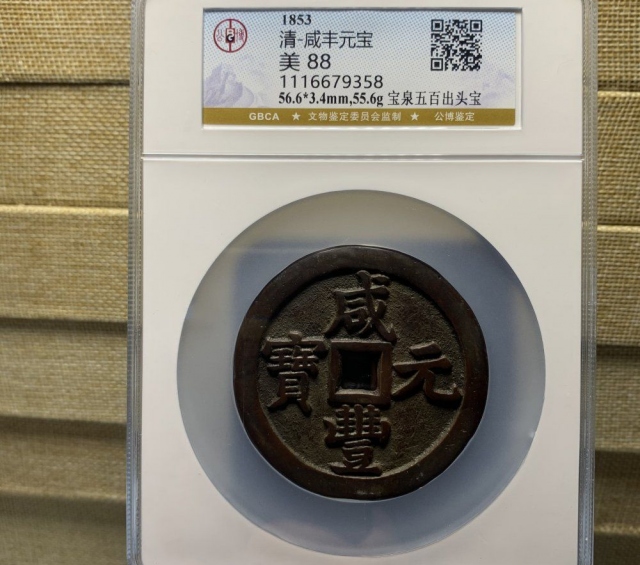 1853
清-咸丰元宝
美 88
1116679358
56.6*3.4mm,55.6g 宝泉五百出头宝
GBCA ★ 文物鉴定委员会监制 ★ 公博鉴定
公博
咸
寶 元
豐